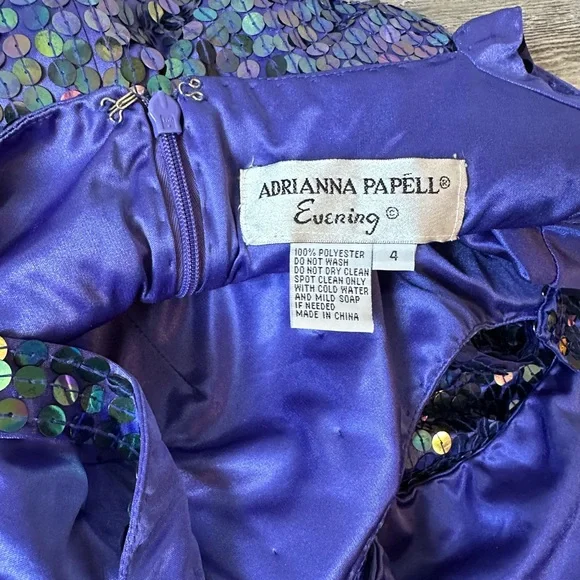 ADRIANNA PAPÉLL®
Evening ©
100% POLYESTER
DO NOT WASH
DO NOT DRY CLEAN
SPOT CLEAN ONLY
WITH COLD WATER
AND MILD SOAP
IF NEEDED
MADE IN CHINA
4